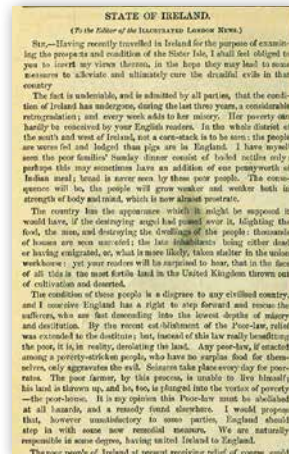 STATE OF IRELAND.
(To the Editor of the ILLUSTRATED LONDON NEWS.)
SIR,—Having recently travelled in Ireland for the purpose of examin-
ing the prospects and condition of the Sister Isle, I shall feel obliged to
you to insert my views thereon, in the hope they may lead to some
measures to alleviate and ultimately cure the dreadful evils in that
country
The fact is undeniable, and is admitted by all parties, that the condi-
tion of Ireland has undergone, during the last three years, a considerable
retrogradation; and every week adds to her misery. Her poverty can
hardly be conceived by your English readers. In the whole district of
the south and west of Ireland, not a corn-stack is to be seen; the people
are worse fed and lodged than pigs are in England. I have myself
seen the poor families' Sunday dinner consist of boiled nettles only;
perhaps this may sometimes have an addition of one pennyworth of
Indian meal; bread is never seen by these poor people. The conse-
quence will be, the people will grow weaker and weaker both in
strength of body and mind, which is now almost prostrate.
The country has the appearance which it might be supposed it
would have, if the destroying angel had passed over it, blighting the
food, the men, and destroying the dwellings of the people: thousands
of houses are seen unroofed; the late inhabitants being either dead
or having emigrated, or, what is more likely, taken shelter in the union
workhouse; yet your readers will be surprised to hear, that in the face
of all this is the most fertile land in the United Kingdom thrown out
of cultivation and deserted.
The condition of these people is a disgrace to any civilised country,
and I conceive England has a right to step forward and rescue the
sufferers, who are fast descending into the lowest depths of misery
and destitution. By the recent establishment of the Poor-law, relief
was extended to the destitute; but, instead of this law really benefiting
the poor, it is, in reality, devouring the land. Any poor-law, if enacted
among a poverty-stricken people, who have no surplus food for them-
selves, only aggravates the evil. Seizures take place every day for poor-
rates. The poor farmer, by this process, is unable to live himself;
his land is thrown up, and he, too, is plunged into the vortex of poverty
—the poor-house. It is my opinion this Poor-law must be abolished
at all hazards, and a remedy found elsewhere. I would propose
that, however unsatisfactory to some parties, England should
step in with some new remedial measure. We are naturally
responsible in some degree, having united Ireland to England.
The poor people of Ireland at present receiving relief of course could